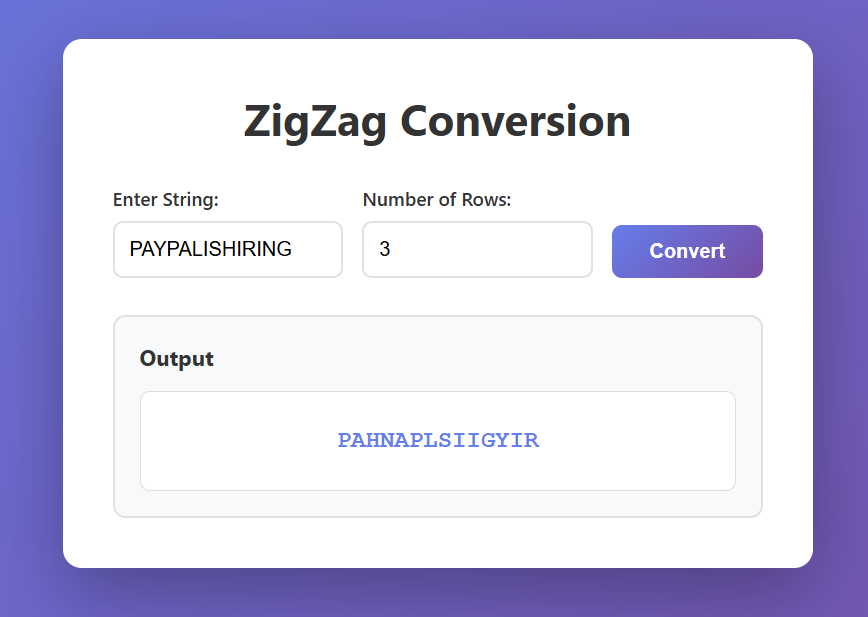 ZigZag Conversion
Enter String: Number of Rows:
PAYPALISHIRING 3 Convert
Output
PAHNAPLSIIGYIR